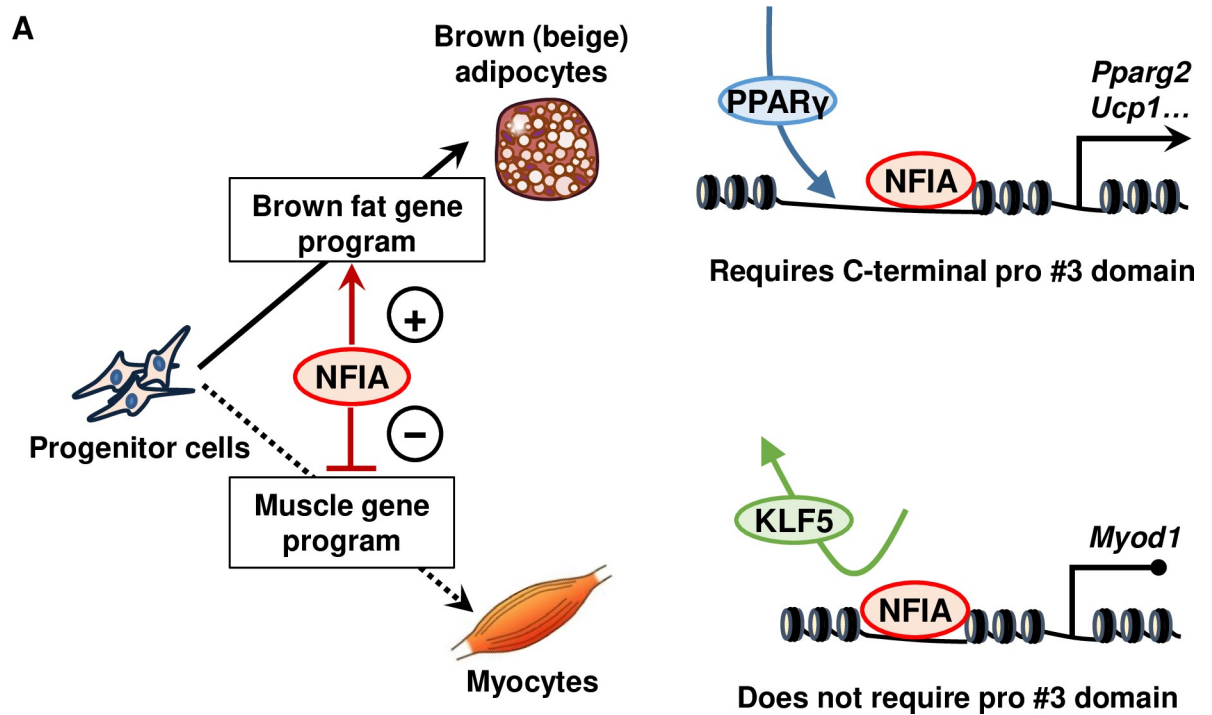 A
Brown (beige)
adipocytes
Brown fat gene
program
+
NFIA
−
Progenitor cells
Muscle gene
program
Myocytes
PPARγ
NFIA
Pparg2
Ucp1…
Requires C-terminal pro #3 domain
KLF5
NFIA
Myod1
Does not require pro #3 domain